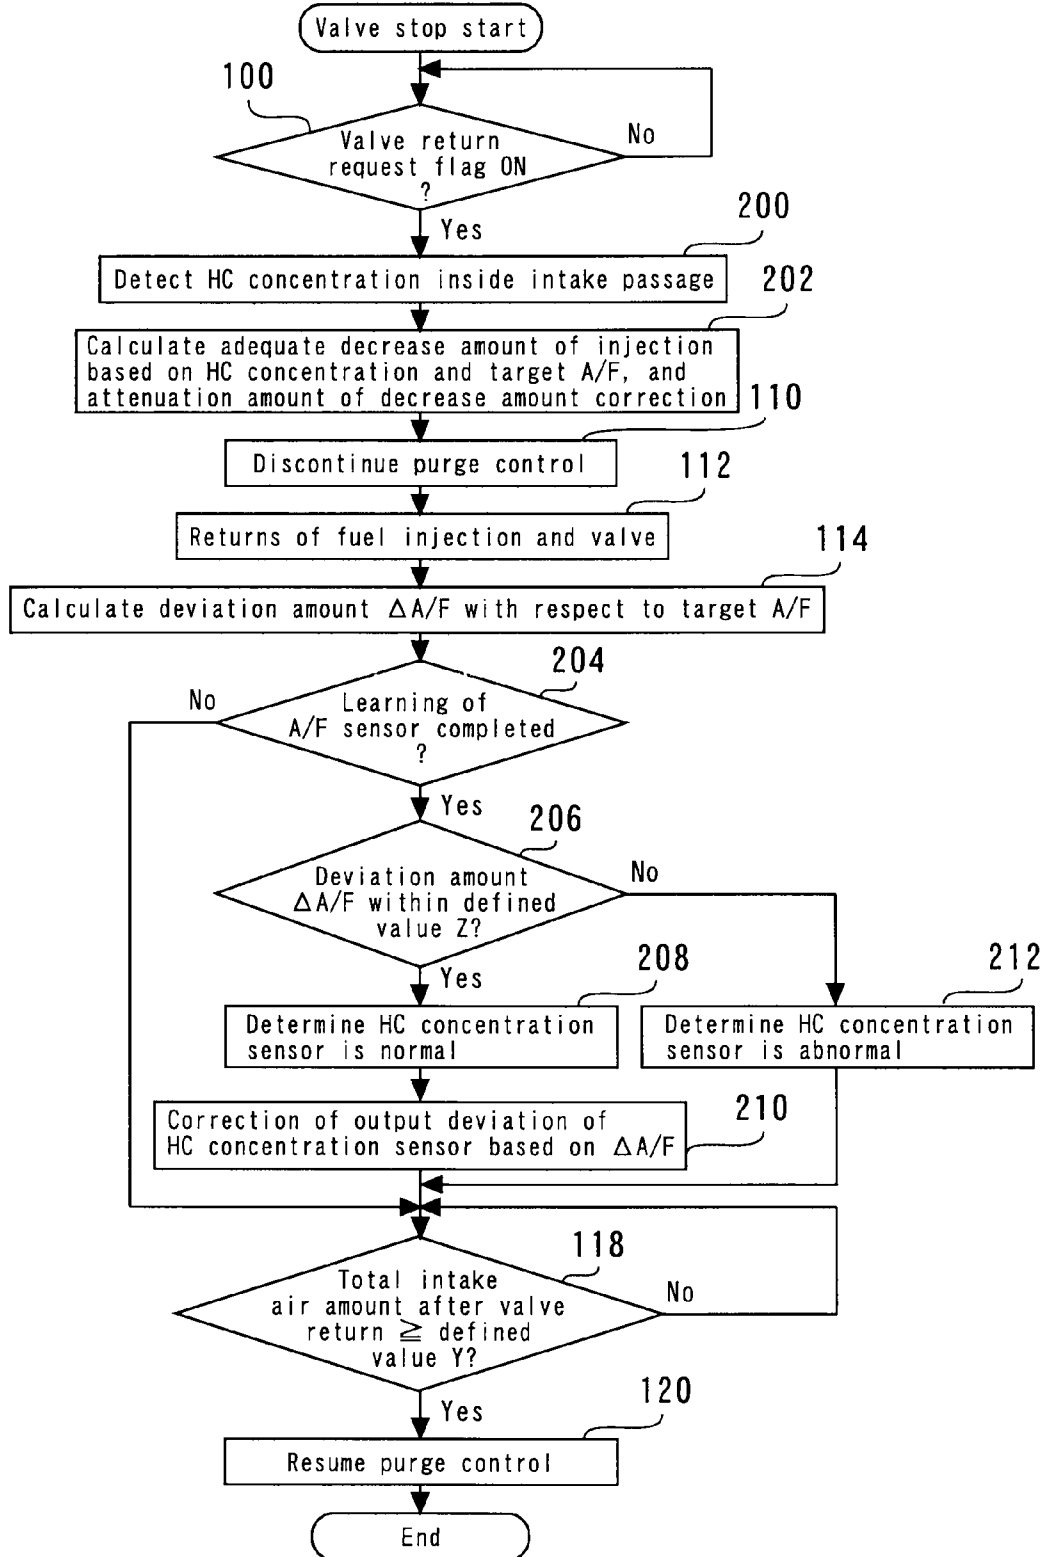 Valve stop start
100
Valve return
request flag ON
?
No
Yes
200
Detect HC concentration inside intake passage
202
Calculate adequate decrease amount of injection
based on HC concentration and target A/F, and
attenuation amount of decrease amount correction
110
Discontinue purge control
112
Returns of fuel injection and valve
114
Calculate deviation amount ΔA/F with respect to target A/F
204
No
Learning of
A/F sensor completed
?
Yes
206
Deviation amount
ΔA/F within defined
value Z?
No
Yes
208
212
Determine HC concentration
sensor is normal
Determine HC concentration
sensor is abnormal
210
Correction of output deviation of
HC concentration sensor based on ΔA/F
118
Total intake
air amount after valve
return ≧ defined
value Y?
No
Yes
120
Resume purge control
End